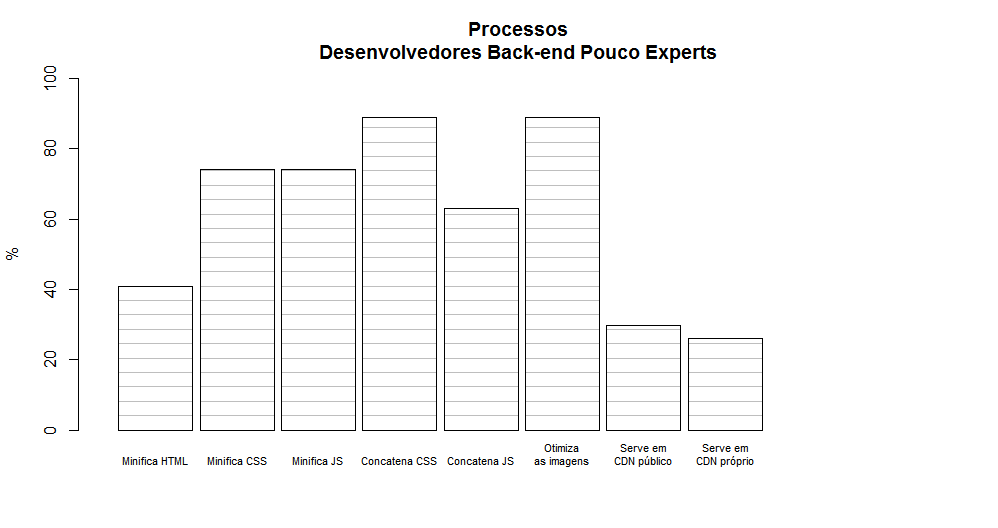 Processos
Desenvolvedores Back-end Pouco Experts
100
80
60
40
20
0
%
Minifica HTML
Minifica CSS
Minifica JS
Concatena CSS
Concatena JS
Otimiza
as imagens
Serve em
CDN público
Serve em
CDN próprio